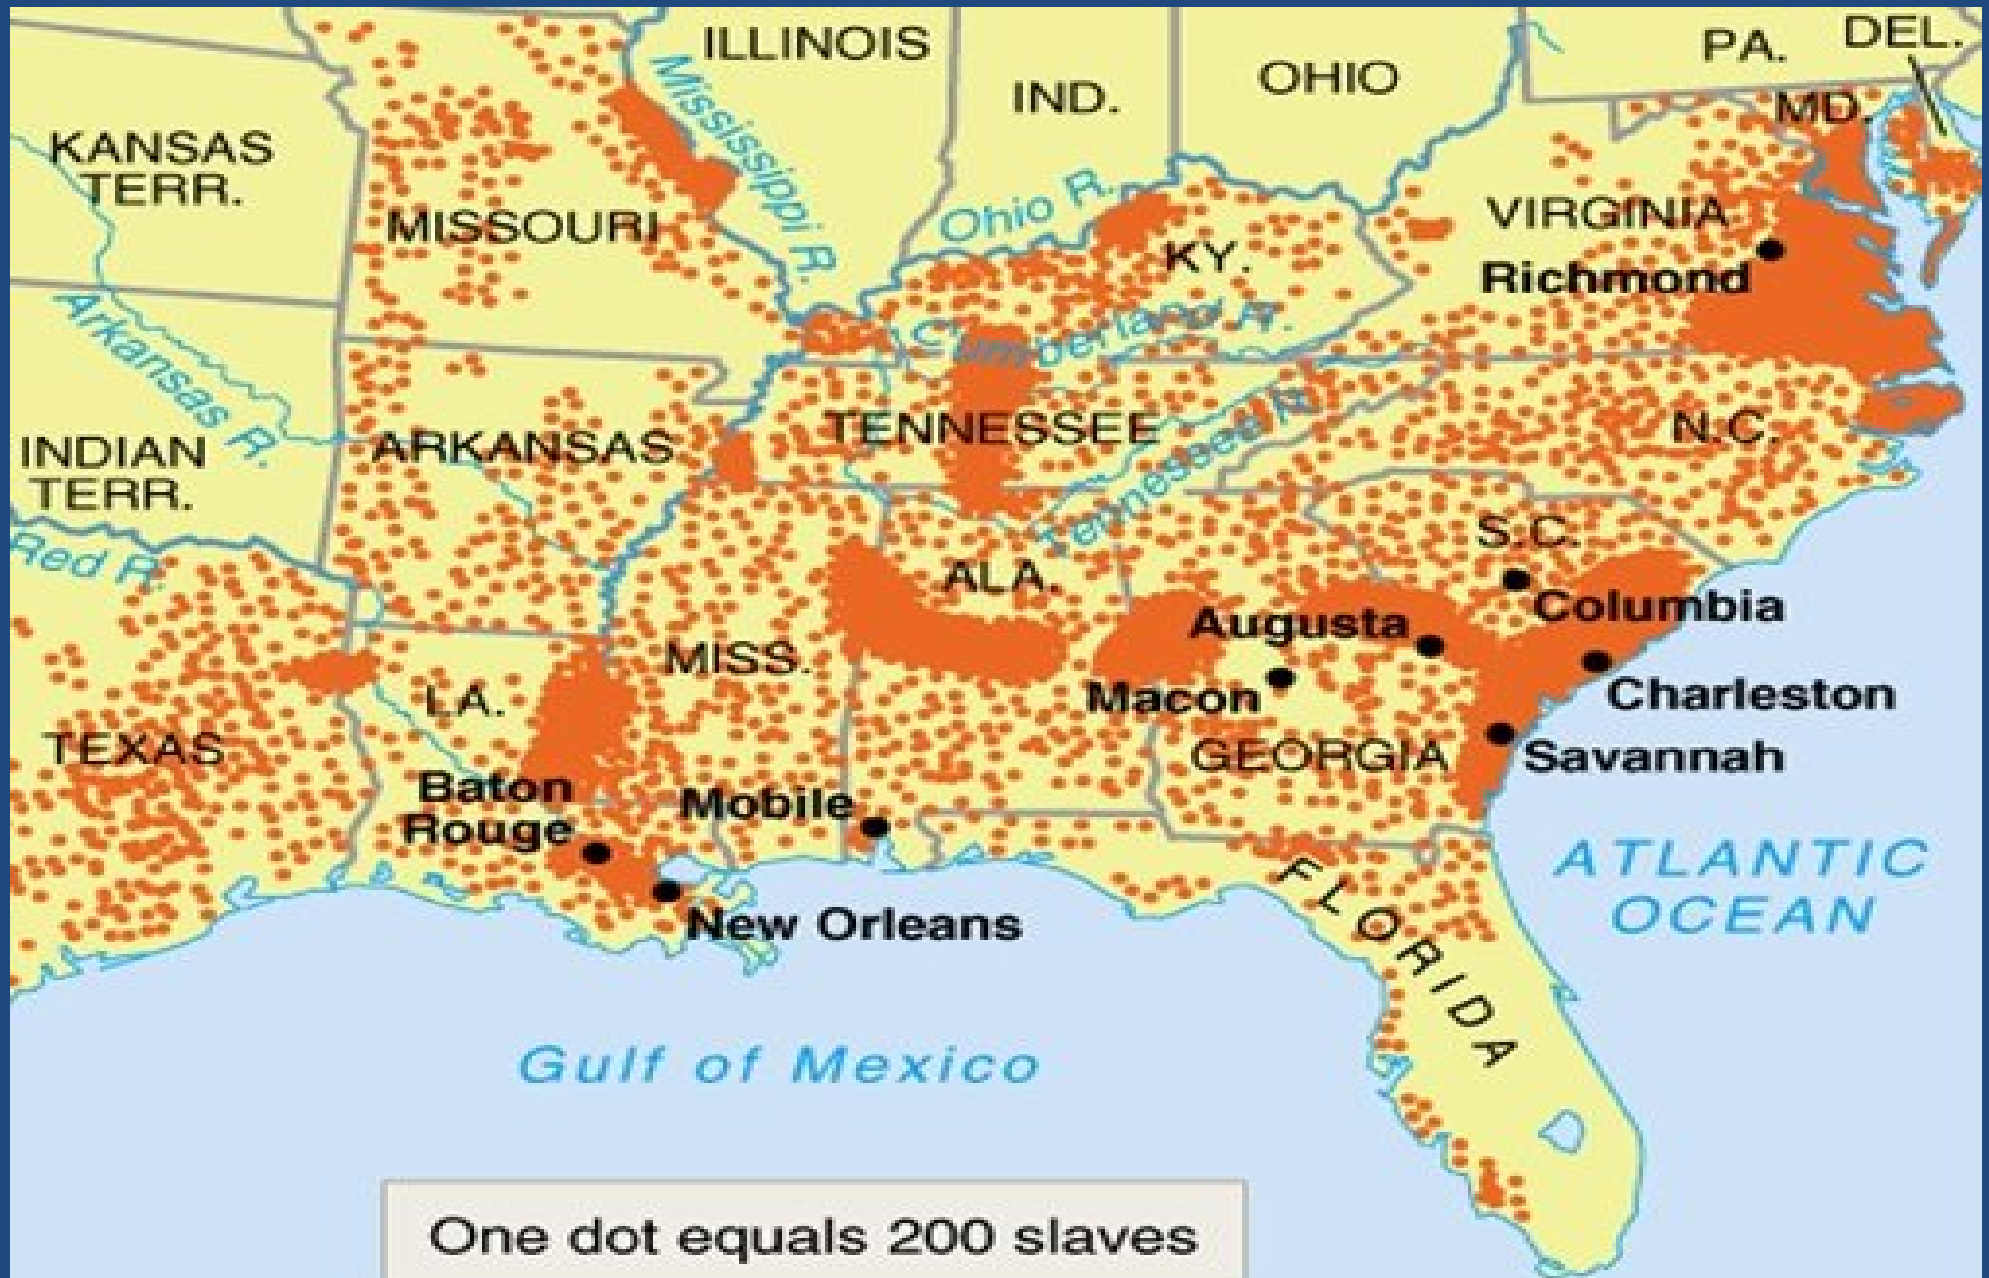 ILLINOIS
IND.
OHIO
PA.
DEL.
MD.
KANSAS
TERR.
MISSOURI
Mississippi R.
Ohio R.
KY.
VIRGINIA
Richmond
Cumberland R.
Arkansas R.
INDIAN
TERR.
ARKANSAS
TENNESSEE
Tennessee R.
N.C.
Red R.
S.C.
ALA.
Columbia
Augusta
MISS.
LA.
Macon
Charleston
TEXAS
GEORGIA
Savannah
Baton
Rouge
Mobile
New Orleans
FLORIDA
ATLANTIC
OCEAN
Gulf of Mexico
One dot equals 200 slaves